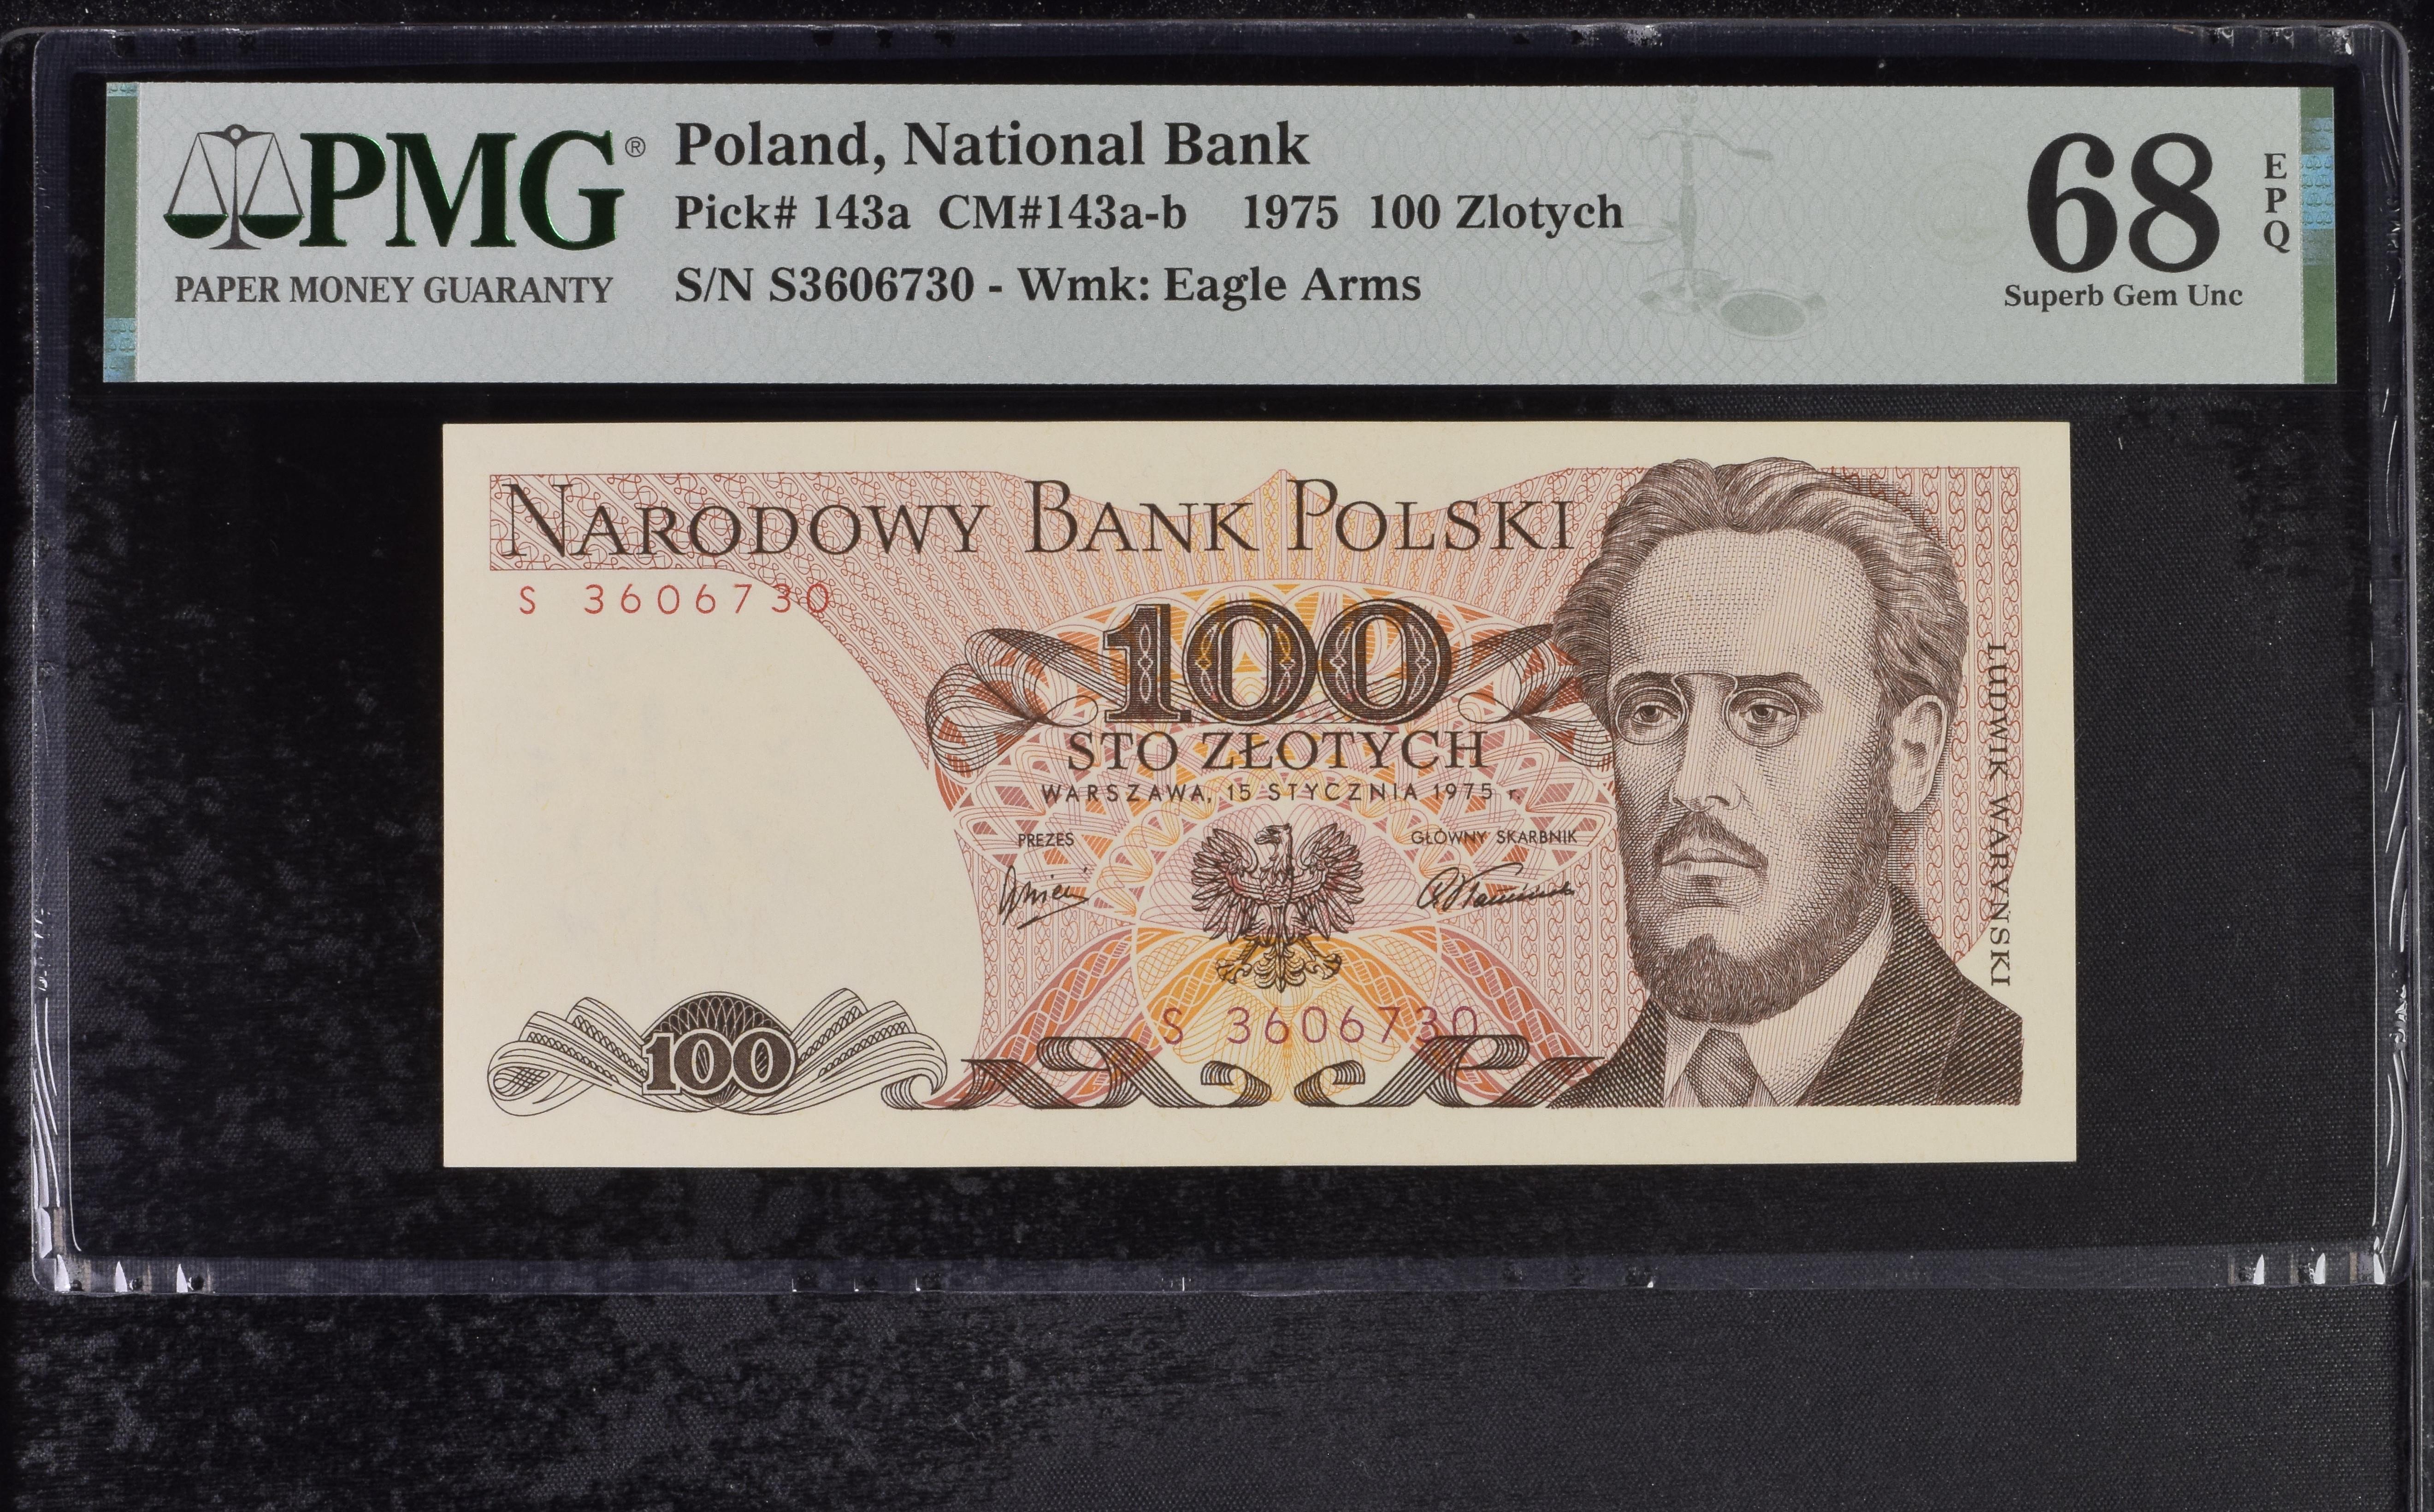 PMG®
PAPER MONEY GUARANTY
Poland, National Bank
Pick# 143a CM#143a-b 1975 100 Zlotych
S/N S3606730 - Wmk: Eagle Arms
68
EPQ
Superb Gem Unc
NARODOWY BANK POLSKI
S 3606730
100
STO ZŁOTYCH
WARSZAWA, 15 STYCZNIA 1975 r.
PREZES
GŁÓWNY SKARBNIK
S 3606730
100
LUDWIK WARYŃSKI